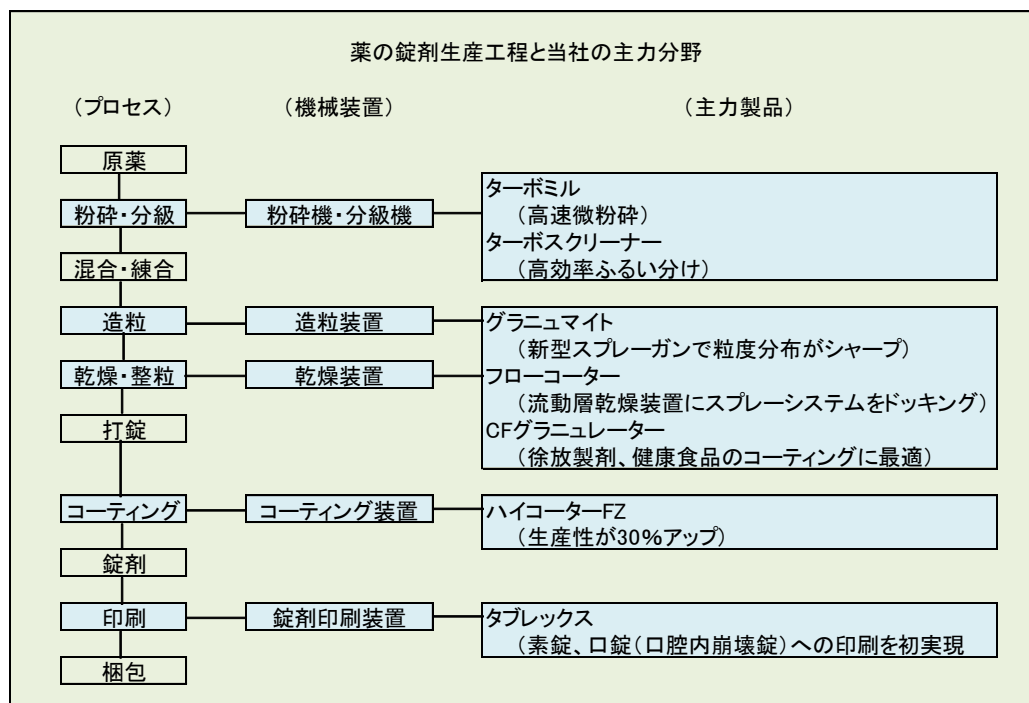 薬の錠剤生産工程と当社の主力分野
（プロセス） （機械装置） （主力製品）
原薬
粉砕・分級 粉砕機・分級機 ターボミル
（高速微粉砕）
ターボスクリーナー
（高効率ふるい分け）
混合・練合
造粒 造粒装置 グラニュマイト
（新型スプレーガンで粒度分布がシャープ）
乾燥・整粒 乾燥装置 フローコーター
（流動層乾燥装置にスプレーシステムをドッキング）
打錠 CFグラニュレーター
（徐放製剤、健康食品のコーティングに最適）
コーティング コーティング装置 ハイコーターFZ
（生産性が30%アップ）
錠剤
印刷 錠剤印刷装置 タブレックス
（素錠、口錠（口腔内崩壊錠）への印刷を初実現
梱包